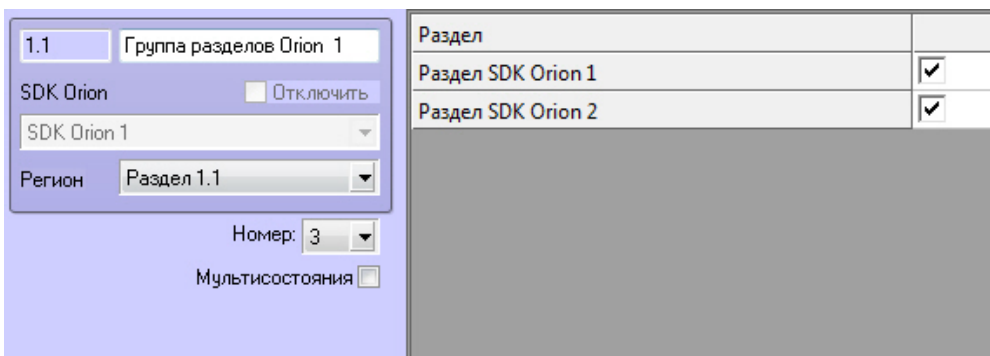 1.1 Группа разделов Orion 1
SDK Orion Отключить
SDK Orion 1
Регион Раздел 1.1
Номер: 3
Мультисостояния
Раздел
Раздел SDK Orion 1
Раздел SDK Orion 2